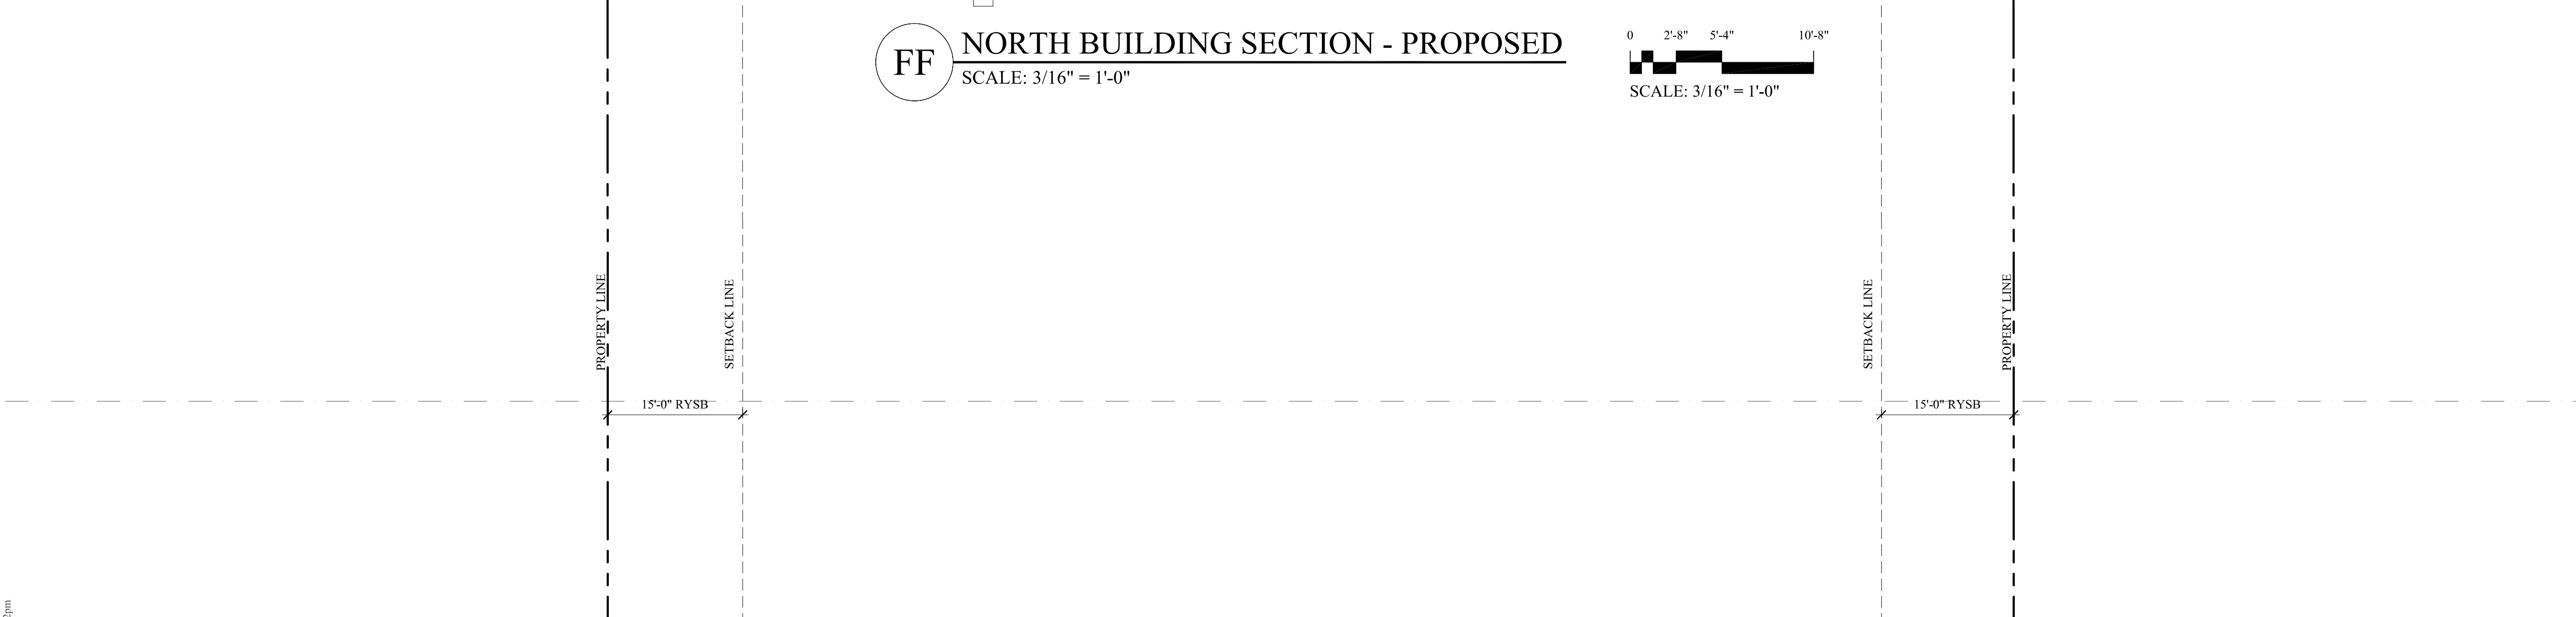 FF
NORTH BUILDING SECTION - PROPOSED
SCALE: 3/16" = 1'-0"
0 2'-8" 5'-4" 10'-8"
SCALE: 3/16" = 1'-0"
PROPERTY LINE
SETBACK LINE
SETBACK LINE
PROPERTY LINE
15'-0" RYSB
15'-0" RYSB